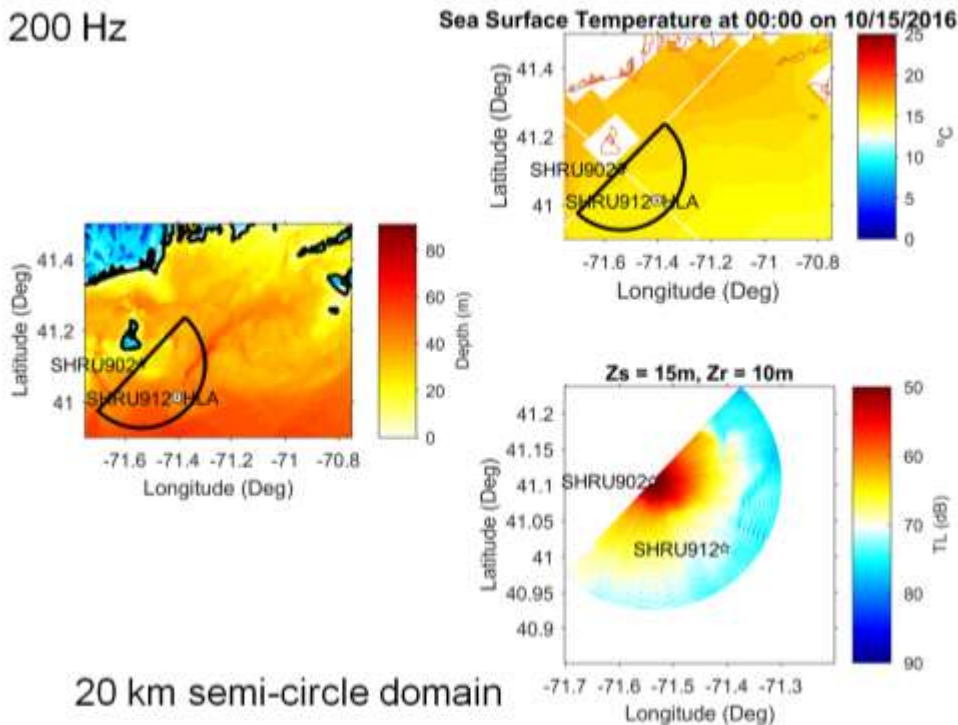 200 Hz
Sea Surface Temperature at 00:00 on 10/15/2016
41.4
41.2
41
Latitude (Deg)
SHRU902
SHRU912 HLA
-71.6 -71.4 -71.2 -71 -70.8
Longitude (Deg)
25
20
15
10
5
0
°C
41.4
41.2
41
Latitude (Deg)
SHRU902
SHRU912 HLA
-71.6 -71.4 -71.2 -71 -70.8
Longitude (Deg)
80
60
40
20
0
Depth (m)
Zs = 15m, Zr = 10m
41.2
41.15
41.1
41.05
41
40.95
40.9
Latitude (Deg)
SHRU902
SHRU912
-71.7 -71.6 -71.5 -71.4 -71.3
Longitude (Deg)
50
60
70
80
90
TL (dB)
20 km semi-circle domain